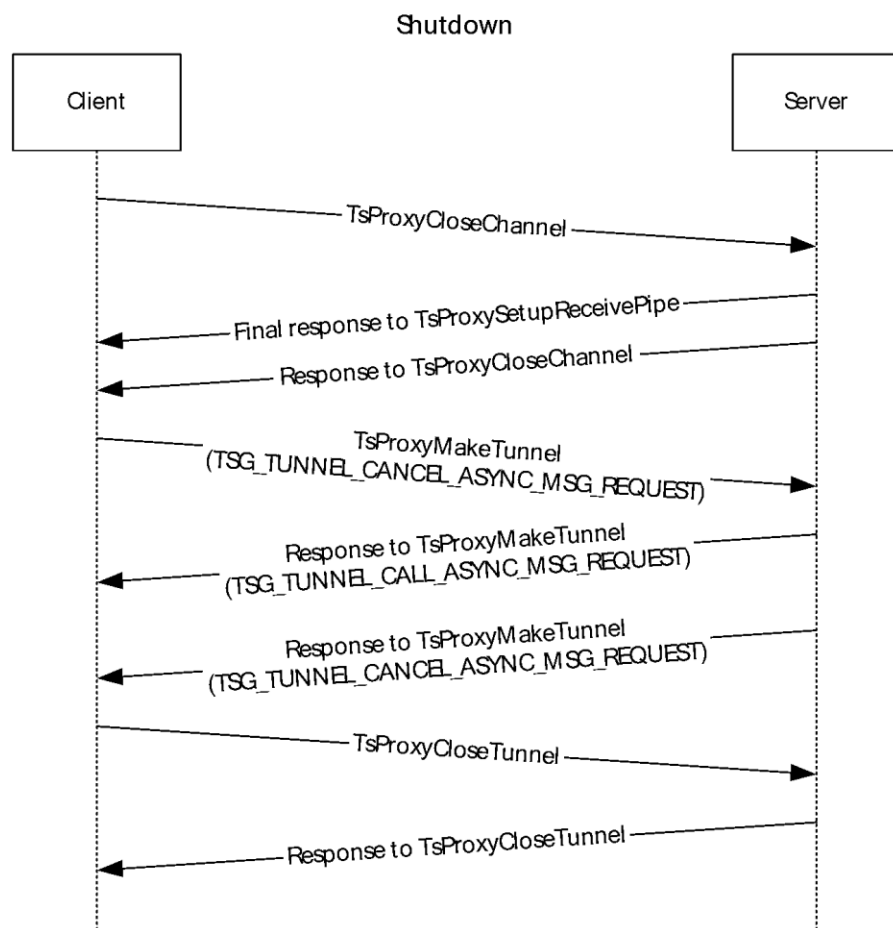 Shutdown
Client
Server
TsProxyCloseChannel
Final response to TsProxySetupReceivePipe
Response to TsProxyCloseChannel
TsProxyMakeTunnel
(TSG_TUNNEL_CANCEL_ASYNC_MSG_REQUEST)
Response to TsProxyMakeTunnel
(TSG_TUNNEL_CALL_ASYNC_MSG_REQUEST)
Response to TsProxyMakeTunnel
(TSG_TUNNEL_CANCEL_ASYNC_MSG_REQUEST)
TsProxyCloseTunnel
Response to TsProxyCloseTunnel